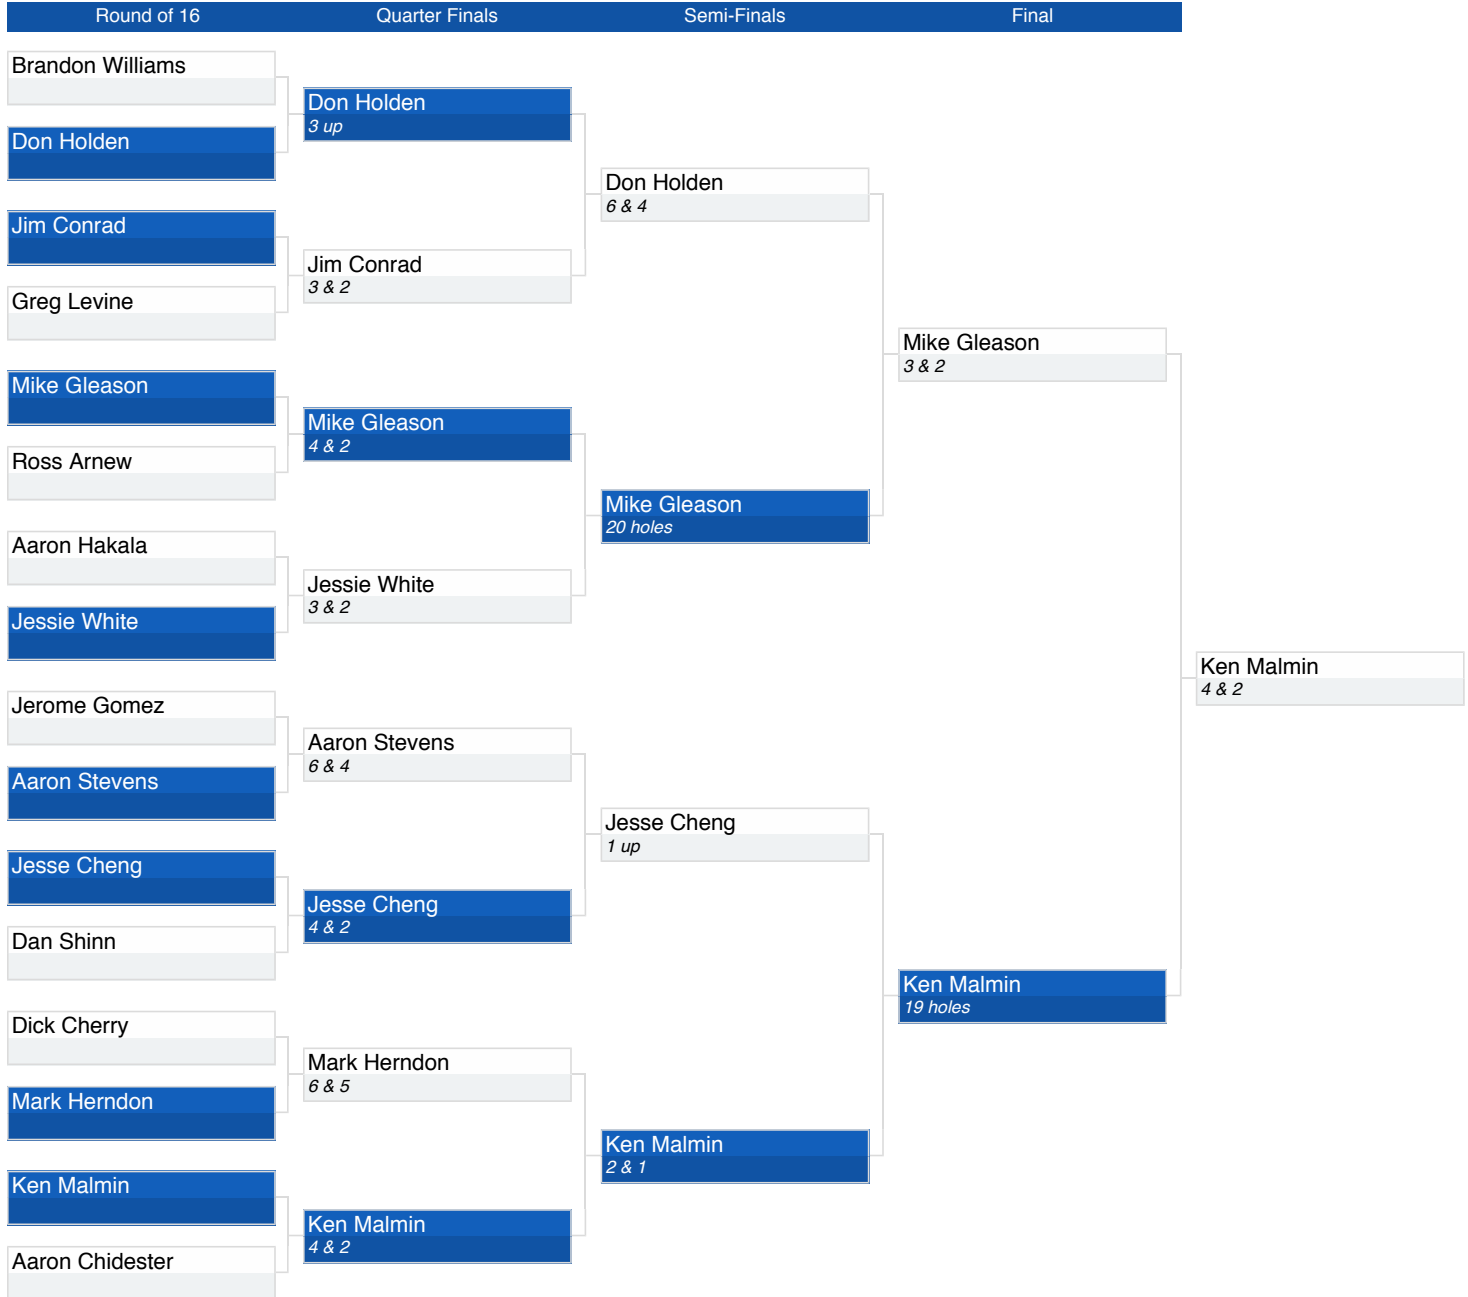 Round of 16
Quarter Finals
Semi-Finals
Final
Brandon Williams
Don Holden
Jim Conrad
Greg Levine
Mike Gleason
Ross Arnew
Aaron Hakala
Jessie White
Jerome Gomez
Aaron Stevens
Jesse Cheng
Dan Shinn
Dick Cherry
Mark Herndon
Ken Malmin
Aaron Chidester
Don Holden
3 up
Jim Conrad
3 & 2
Mike Gleason
4 & 2
Jessie White
3 & 2
Aaron Stevens
6 & 4
Jesse Cheng
4 & 2
Mark Herndon
6 & 5
Ken Malmin
4 & 2
Don Holden
6 & 4
Mike Gleason
20 holes
Jesse Cheng
1 up
Ken Malmin
2 & 1
Mike Gleason
3 & 2
Ken Malmin
19 holes
Ken Malmin
4 & 2